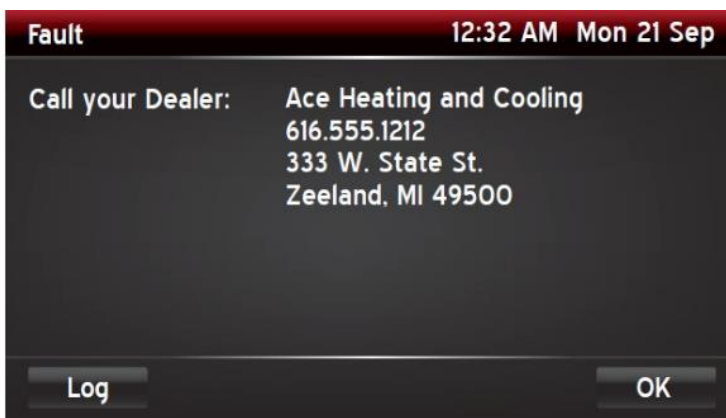 Fault 12:32 AM Mon 21 Sep
Call your Dealer: Ace Heating and Cooling
616.555.1212
333 W. State St.
Zeeland, MI 49500
Log OK